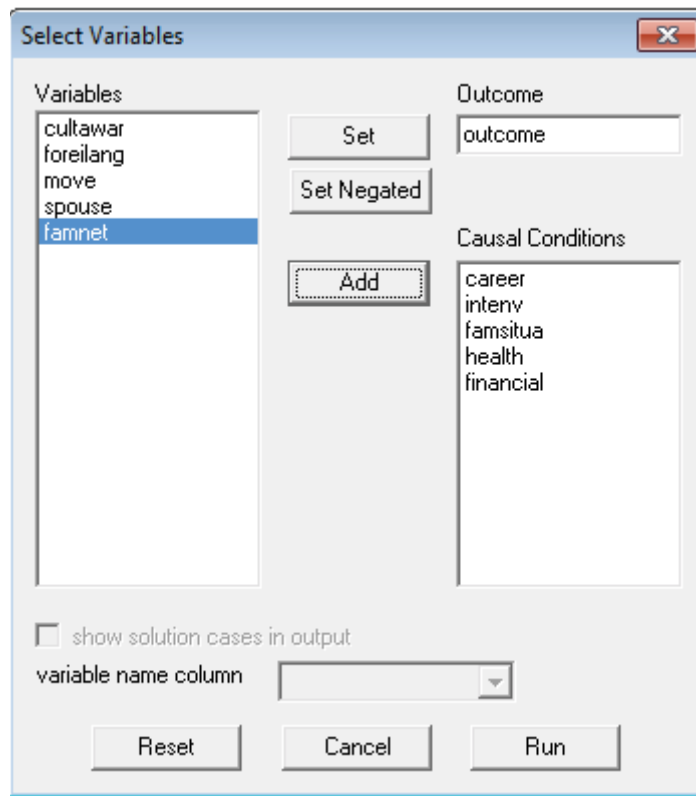 Select Variables
Variables
cultawar
foreilang
move
spouse
famnet
Set
Set Negated
Add
Outcome
outcome
Causal Conditions
career
intenv
famsitua
health
financial
show solution cases in output
variable name column
Reset
Cancel
Run